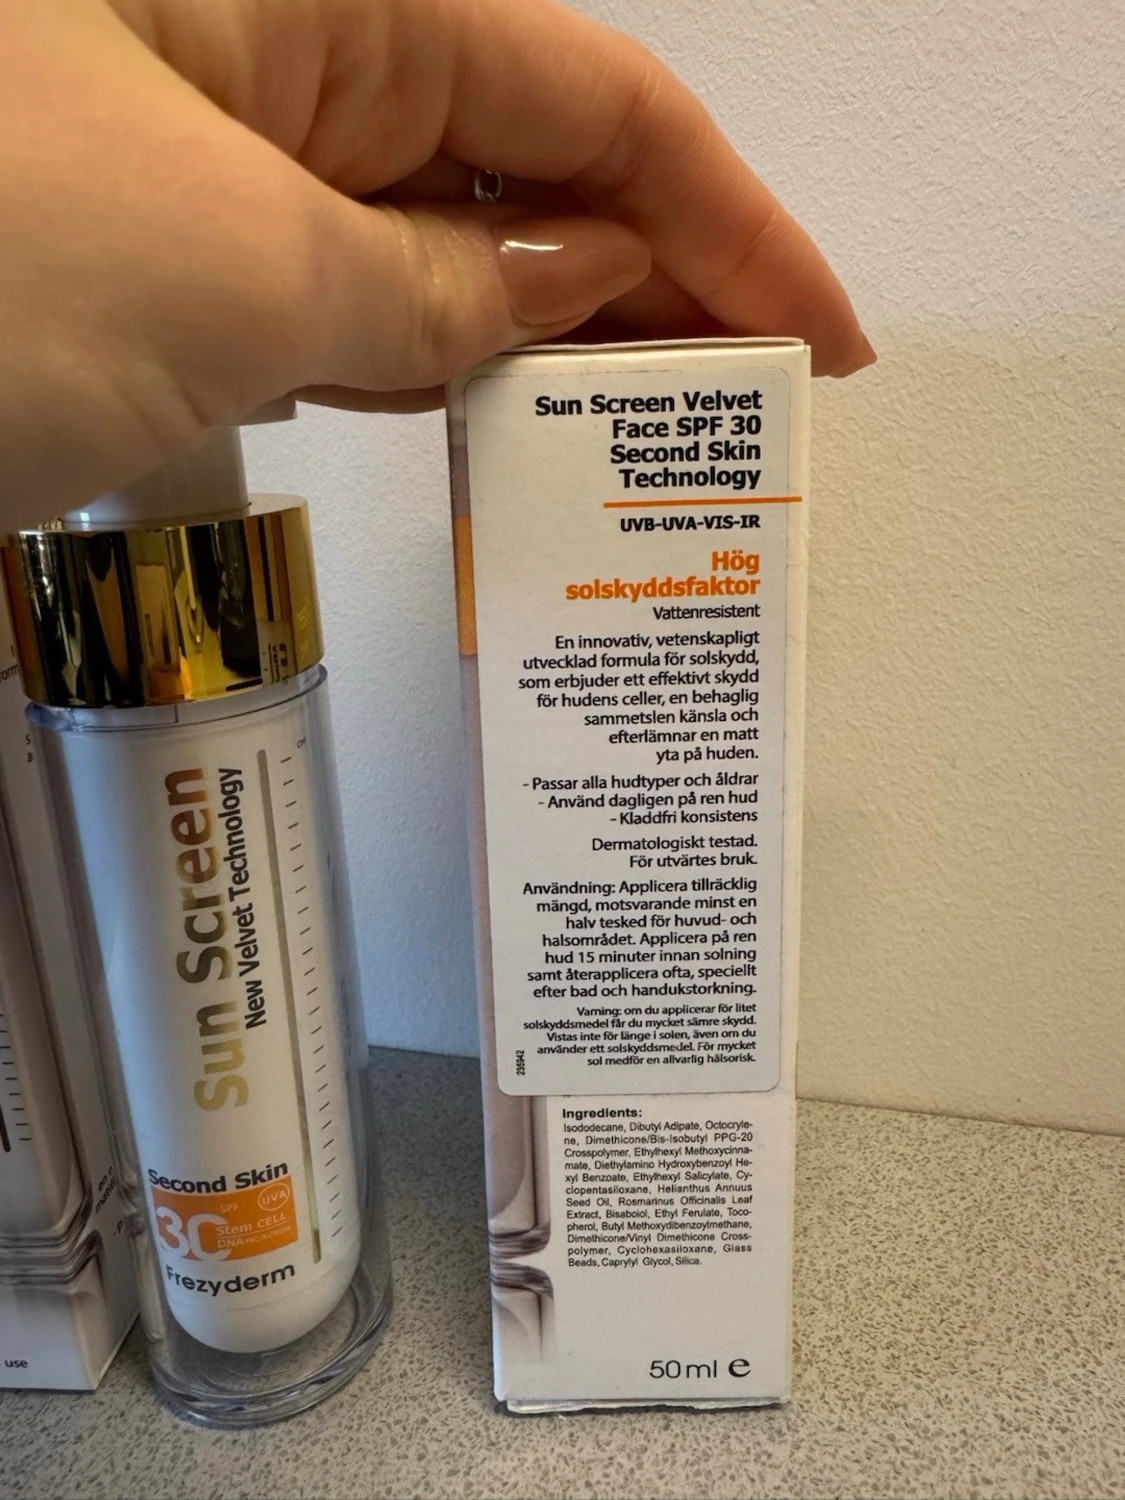 Sun Screen Velvet
Face SPF 30
Second Skin
Technology
UVB-UVA-VIS-IR
Hög
solskyddsfaktor
Vattenresistent
En innovativ, vetenskapligt
utvecklad formula för solskydd,
som erbjuder ett effektivt skydd
för hudens celler, en behaglig
sammetslen känsla och
efterlämnar en matt
yta på huden.
- Passar alla hudtyper och åldrar
- Använd dagligen på ren hud
- Kladdfri konsistens
Dermatologiskt testad.
För utvärtes bruk.
Användning: Applicera tillräcklig
mängd, motsvarande minst en
halv tesked för huvud- och
halsområdet. Applicera på ren
hud 15 minuter innan solning
samt återapplicera ofta, speciellt
efter bad och handukstorkning.
Varning: om du applicerar för litet
solskyddsmedel får du mycket sämre skydd.
Vistas inte för länge i solen, även om du
använder ett solskyddsmedel. För mycket
sol medför en allvarlig hälsorisk.
235942
Ingredients:
Isododecane, Dibutyl Adipate, Octocryle-
ne, Dimethicone/Bis-Isobutyl PPG-20
Crosspolymer, Ethylhexyl Methoxycinna-
mate, Diethylamino Hydroxybenzoyl He-
xyl Benzoate, Ethylhexyl Salicylate, Cy-
clopentasiloxane, Helianthus Annuus
Seed Oil, Rosmarinus Officinalis Leaf
Extract, Bisabolol, Ethyl Ferulate, Toco-
pherol, Butyl Methoxydibenzoylmethane,
Dimethicone/Vinyl Dimethicone Cross-
polymer, Cyclohexasiloxane, Glass
Beads, Caprylyl Glycol, Silica.
50ml e
Sun Screen
New Velvet Technology
Second Skin
30 SPF UVA
Stem CELL
DNA PROTECTION
Frezyderm
use